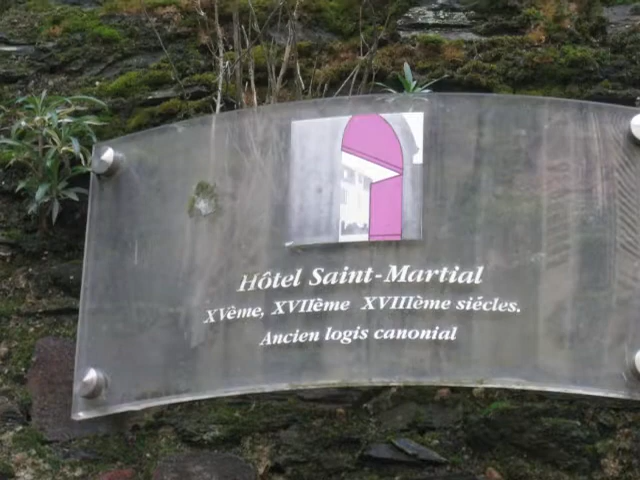 Hôtel Saint-Martial
XVème, XVIIème XVIIIème siécles.
Ancien logis canonial